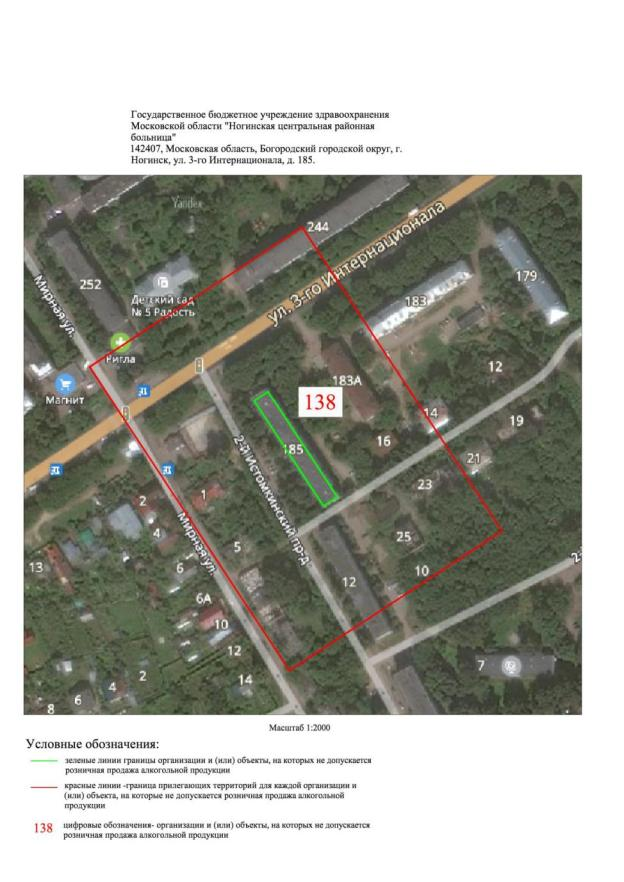 Государственное бюджетное учреждение здравоохранения
Московской области "Ногинская центральная районная
больница"
142407, Московская область, Богородский городской округ, г.
Ногинск, ул. 3-го Интернационала, д. 185.
Yandex
244
252
ул. 3-го Интернационала
179
Мирная ул.
Детский сад
№ 5 Радость
183
Ригла
183А
12
Магнит
138
14
19
185
16
2-й Истомкинский пр-д
21
23
1
2
Мирная ул.
4
25
5
13
6
12
10
2-
6А
10
12
7
2
14
4
6
8
Масштаб 1:2000
Условные обозначения:
зеленые линии границы организации и (или) объекты, на которых не допускается
розничная продажа алкогольной продукции
красные линии -граница прилегающих территорий для каждой организации и
(или) объекта, на которые не допускается розничная продажа алкогольной
продукции
138 цифровые обозначения- организации и (или) объекты, на которых не допускается
розничная продажа алкогольной продукции